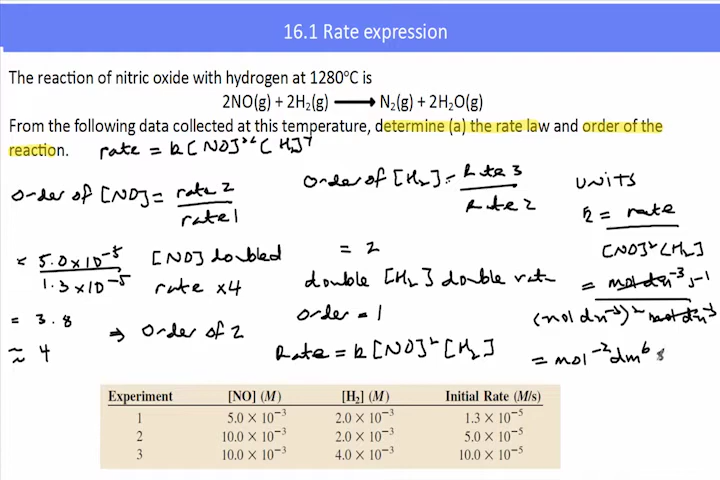 16.1 Rate expression
The reaction of nitric oxide with hydrogen at 1280°C is
2NO(g) + 2H₂(g) ⟶ N₂(g) + 2H₂O(g)
From the following data collected at this temperature, determine (a) the rate law and order of the
reaction. rate = k[NO]ˣ[H₂]ʸ
Order of [NO] = rate 2 / rate 1
= 5.0 x 10⁻⁵ / 1.3 x 10⁻⁵
= 3.8
≈ 4
[NO] doubled
rate x4
⇒ Order of 2
Order of [H₂] = Rate 3 / Rate 2
= 2
double [H₂] double rate
Order = 1
Rate = k[NO]²[H₂]
UNITS
k = rate / [NO]²[H₂]
= mol dm⁻³ s⁻¹ / (mol dm⁻³)² mol dm⁻³
= mol⁻² dm⁶ s
Experiment [NO] (M) [H₂] (M) Initial Rate (M/s)
1 5.0 × 10⁻³ 2.0 × 10⁻³ 1.3 × 10⁻⁵
2 10.0 × 10⁻³ 2.0 × 10⁻³ 5.0 × 10⁻⁵
3 10.0 × 10⁻³ 4.0 × 10⁻³ 10.0 × 10⁻⁵